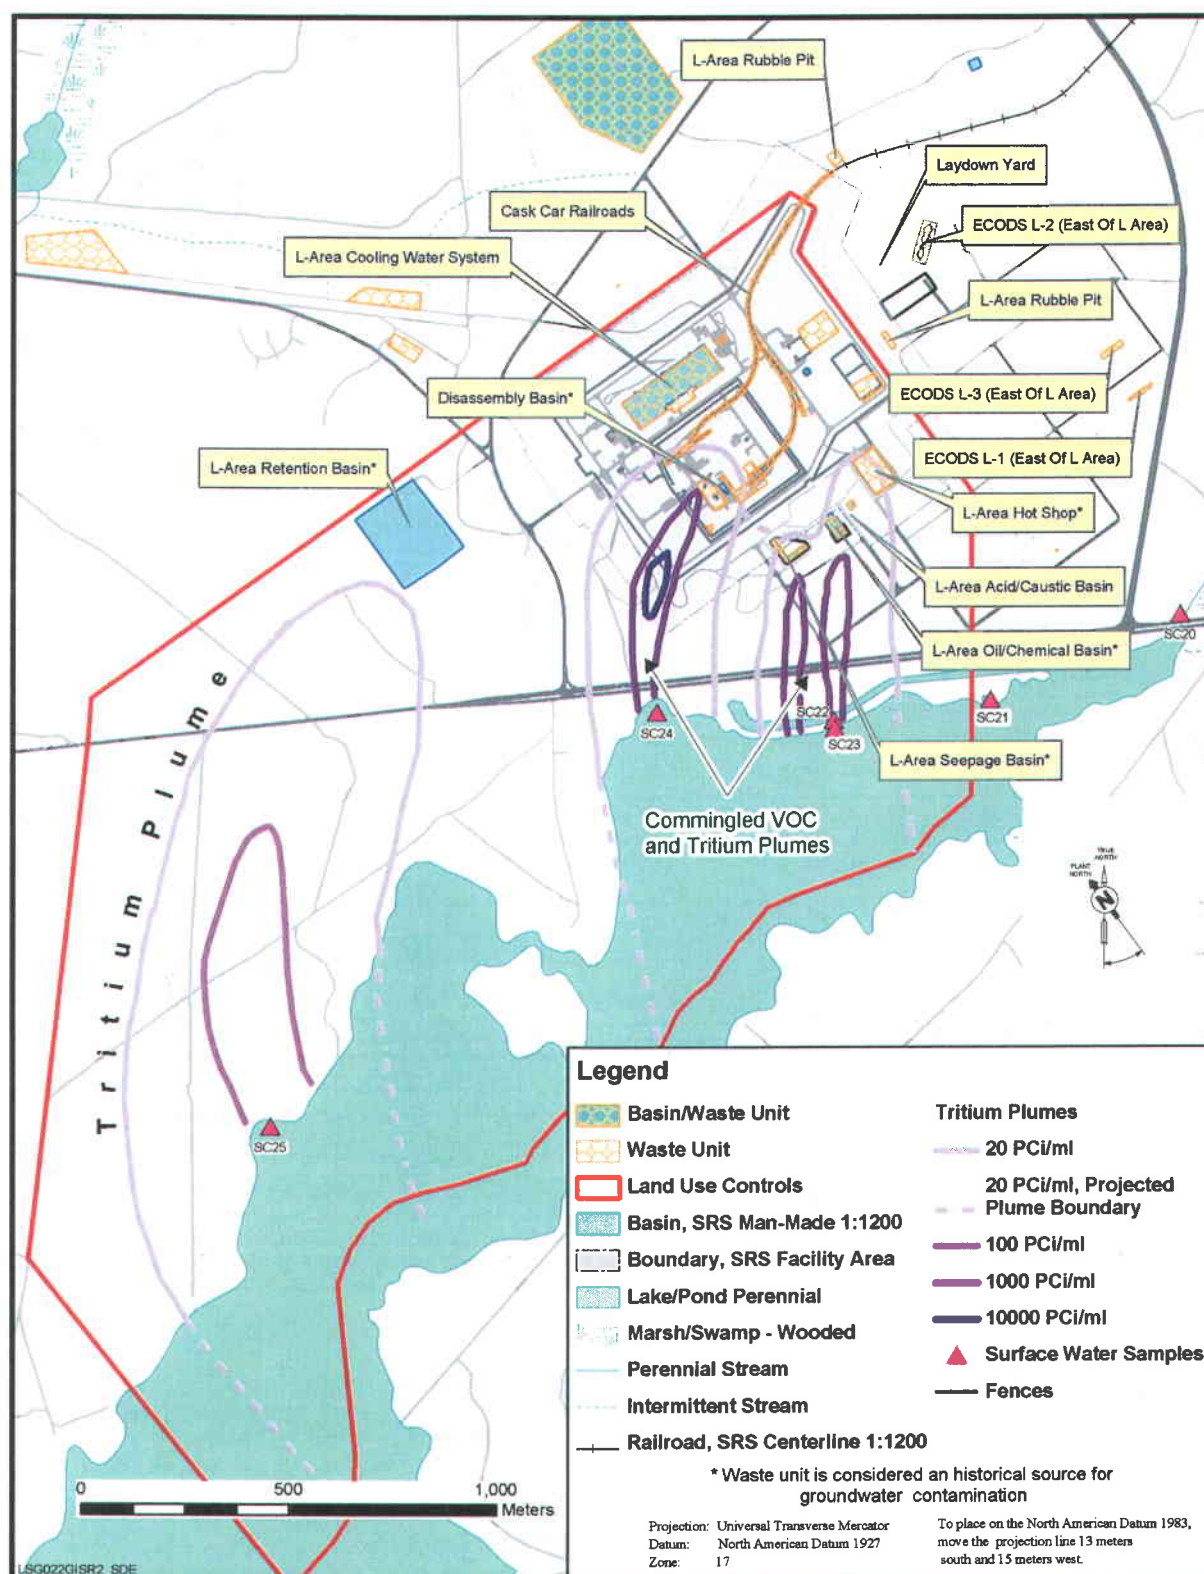 L-Area Rubble Pit
Laydown Yard
Cask Car Railroads
ECODS L-2 (East Of L Area)
L-Area Cooling Water System
L-Area Rubble Pit
Disassembly Basin*
ECODS L-3 (East Of L Area)
L-Area Retention Basin*
ECODS L-1 (East Of L Area)
L-Area Hot Shop*
L-Area Acid/Caustic Basin
SC20
L-Area Oil/Chemical Basin*
SC21
SC22
SC24
SC23
L-Area Seepage Basin*
Tritium Plume
Commingled VOC
and Tritium Plumes
TRUE
NORTH
PLANT
NORTH
N
SC25
Legend
Basin/Waste Unit
Waste Unit
Land Use Controls
Basin, SRS Man-Made 1:1200
Boundary, SRS Facility Area
Lake/Pond Perennial
Marsh/Swamp - Wooded
Perennial Stream
Intermittent Stream
Railroad, SRS Centerline 1:1200
Tritium Plumes
20 PCi/ml
20 PCi/ml, Projected
Plume Boundary
100 PCi/ml
1000 PCi/ml
10000 PCi/ml
Surface Water Samples
Fences
* Waste unit is considered an historical source for
groundwater contamination
0 500 1,000
Meters
Projection: Universal Transverse Mercator
Datum: North American Datum 1927
Zone: 17
To place on the North American Datum 1983,
move the projection line 13 meters
south and 15 meters west.
LSG022GISR2_SDE